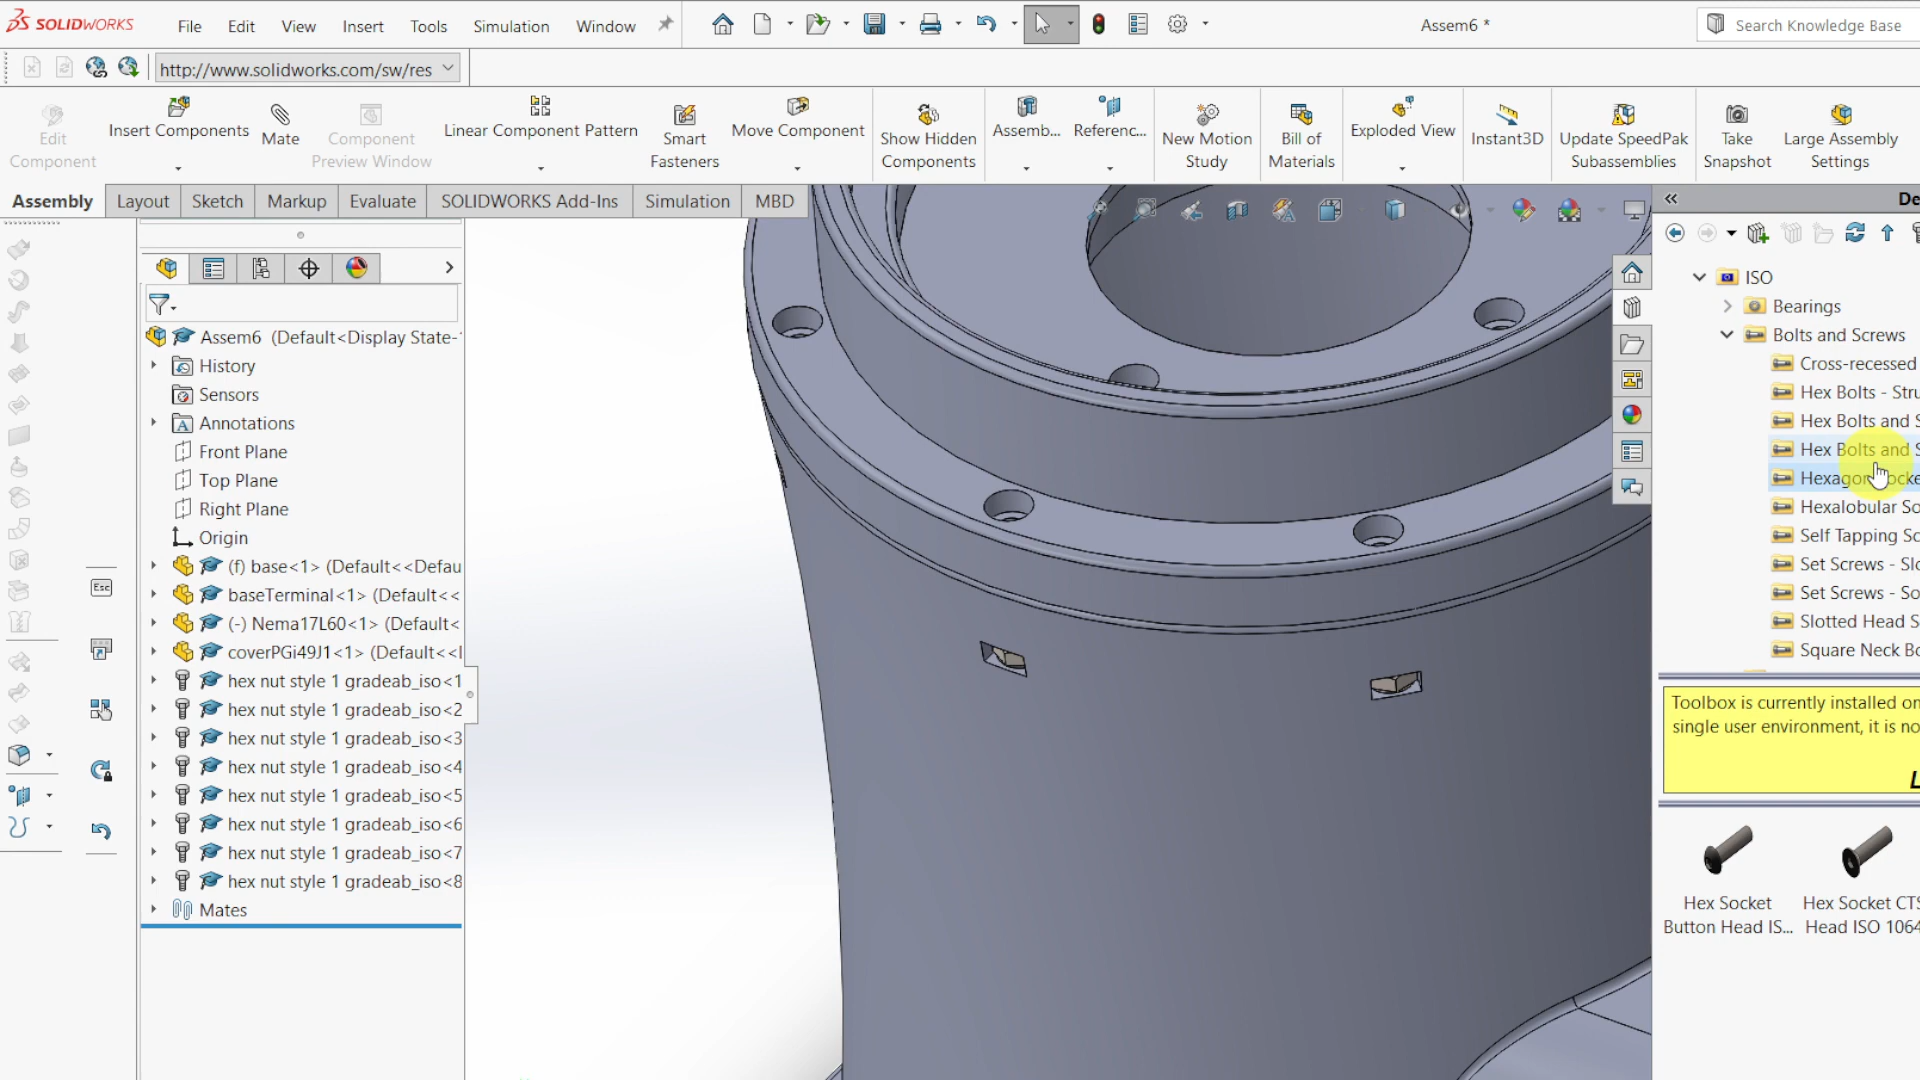 SOLIDWORKS File Edit View Insert Tools Simulation Window Assem6 * Search Knowledge Base
http://www.solidworks.com/sw/res
Edit Component
Insert Components
Mate
Component Preview Window
Linear Component Pattern
Smart Fasteners
Move Component
Show Hidden Components
Assemb...
Referenc...
New Motion Study
Bill of Materials
Exploded View
Instant3D
Update SpeedPak Subassemblies
Take Snapshot
Large Assembly Settings
Assembly Layout Sketch Markup Evaluate SOLIDWORKS Add-Ins Simulation MBD
Assem6 (Default<Display State-
History
Sensors
Annotations
Front Plane
Top Plane
Right Plane
Origin
(f) base<1> (Default<<Defau
baseTerminal<1> (Default<<
(-) Nema17L60<1> (Default<
coverPGi49J1<1> (Default<<
hex nut style 1 gradeab_iso<1
hex nut style 1 gradeab_iso<2
hex nut style 1 gradeab_iso<3
hex nut style 1 gradeab_iso<4
hex nut style 1 gradeab_iso<5
hex nut style 1 gradeab_iso<6
hex nut style 1 gradeab_iso<7
hex nut style 1 gradeab_iso<8
Mates
Esc
De
ISO
Bearings
Bolts and Screws
Cross-recessed
Hex Bolts - Stru
Hex Bolts and S
Hex Bolts and S
Hexagon
Hexalobular So
Self Tapping Sc
Set Screws - Slo
Set Screws - So
Slotted Head S
Square Neck Bo
Toolbox is currently installed on
single user environment, it is no
Hex Socket
Button Head IS...
Hex Socket CTS
Head ISO 1064